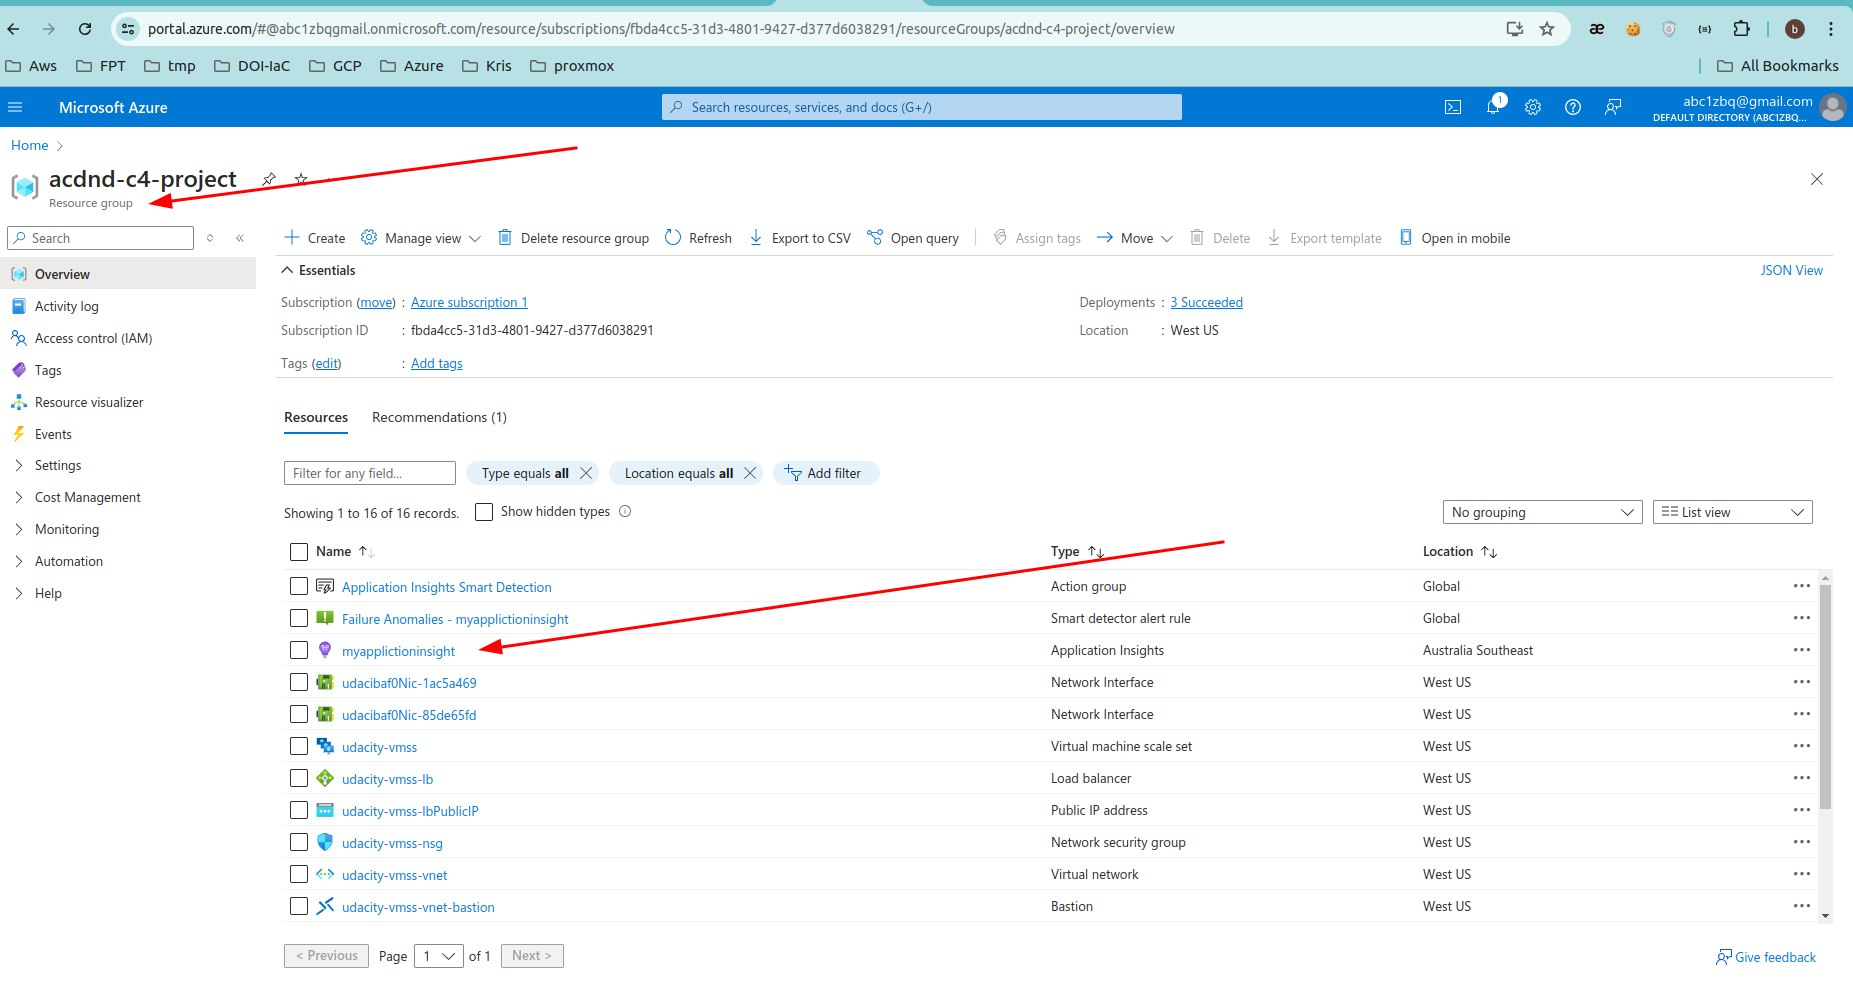 portal.azure.com/#@abc1zbqgmail.onmicrosoft.com/resource/subscriptions/fbda4cc5-31d3-4801-9427-d377d6038291/resourceGroups/acdnd-c4-project/overview
Aws FPT tmp DOI-IaC GCP Azure Kris proxmox All Bookmarks
Microsoft Azure
Search resources, services, and docs (G+/)
1
abc1zbq@gmail.com
DEFAULT DIRECTORY (ABC1ZBQ...
Home
acdnd-c4-project
Resource group
Search
Create Manage view Delete resource group Refresh Export to CSV Open query Assign tags Move Delete Export template Open in mobile
Overview
Activity log
Access control (IAM)
Tags
Resource visualizer
Events
Settings
Cost Management
Monitoring
Automation
Help
Essentials
JSON View
Subscription (move) : Azure subscription 1
Subscription ID : fbda4cc5-31d3-4801-9427-d377d6038291
Tags (edit) : Add tags
Deployments : 3 Succeeded
Location : West US
Resources Recommendations (1)
Filter for any field...
Type equals all
Location equals all
Add filter
Showing 1 to 16 of 16 records.
Show hidden types
No grouping
List view
Name Type Location
Application Insights Smart Detection Action group Global
Failure Anomalies - myapplictioninsight Smart detector alert rule Global
myapplictioninsight Application Insights Australia Southeast
udacibaf0Nic-1ac5a469 Network Interface West US
udacibaf0Nic-85de65fd Network Interface West US
udacity-vmss Virtual machine scale set West US
udacity-vmss-lb Load balancer West US
udacity-vmss-lbPublicIP Public IP address West US
udacity-vmss-nsg Network security group West US
udacity-vmss-vnet Virtual network West US
udacity-vmss-vnet-bastion Bastion West US
< Previous Page 1 of 1 Next >
Give feedback